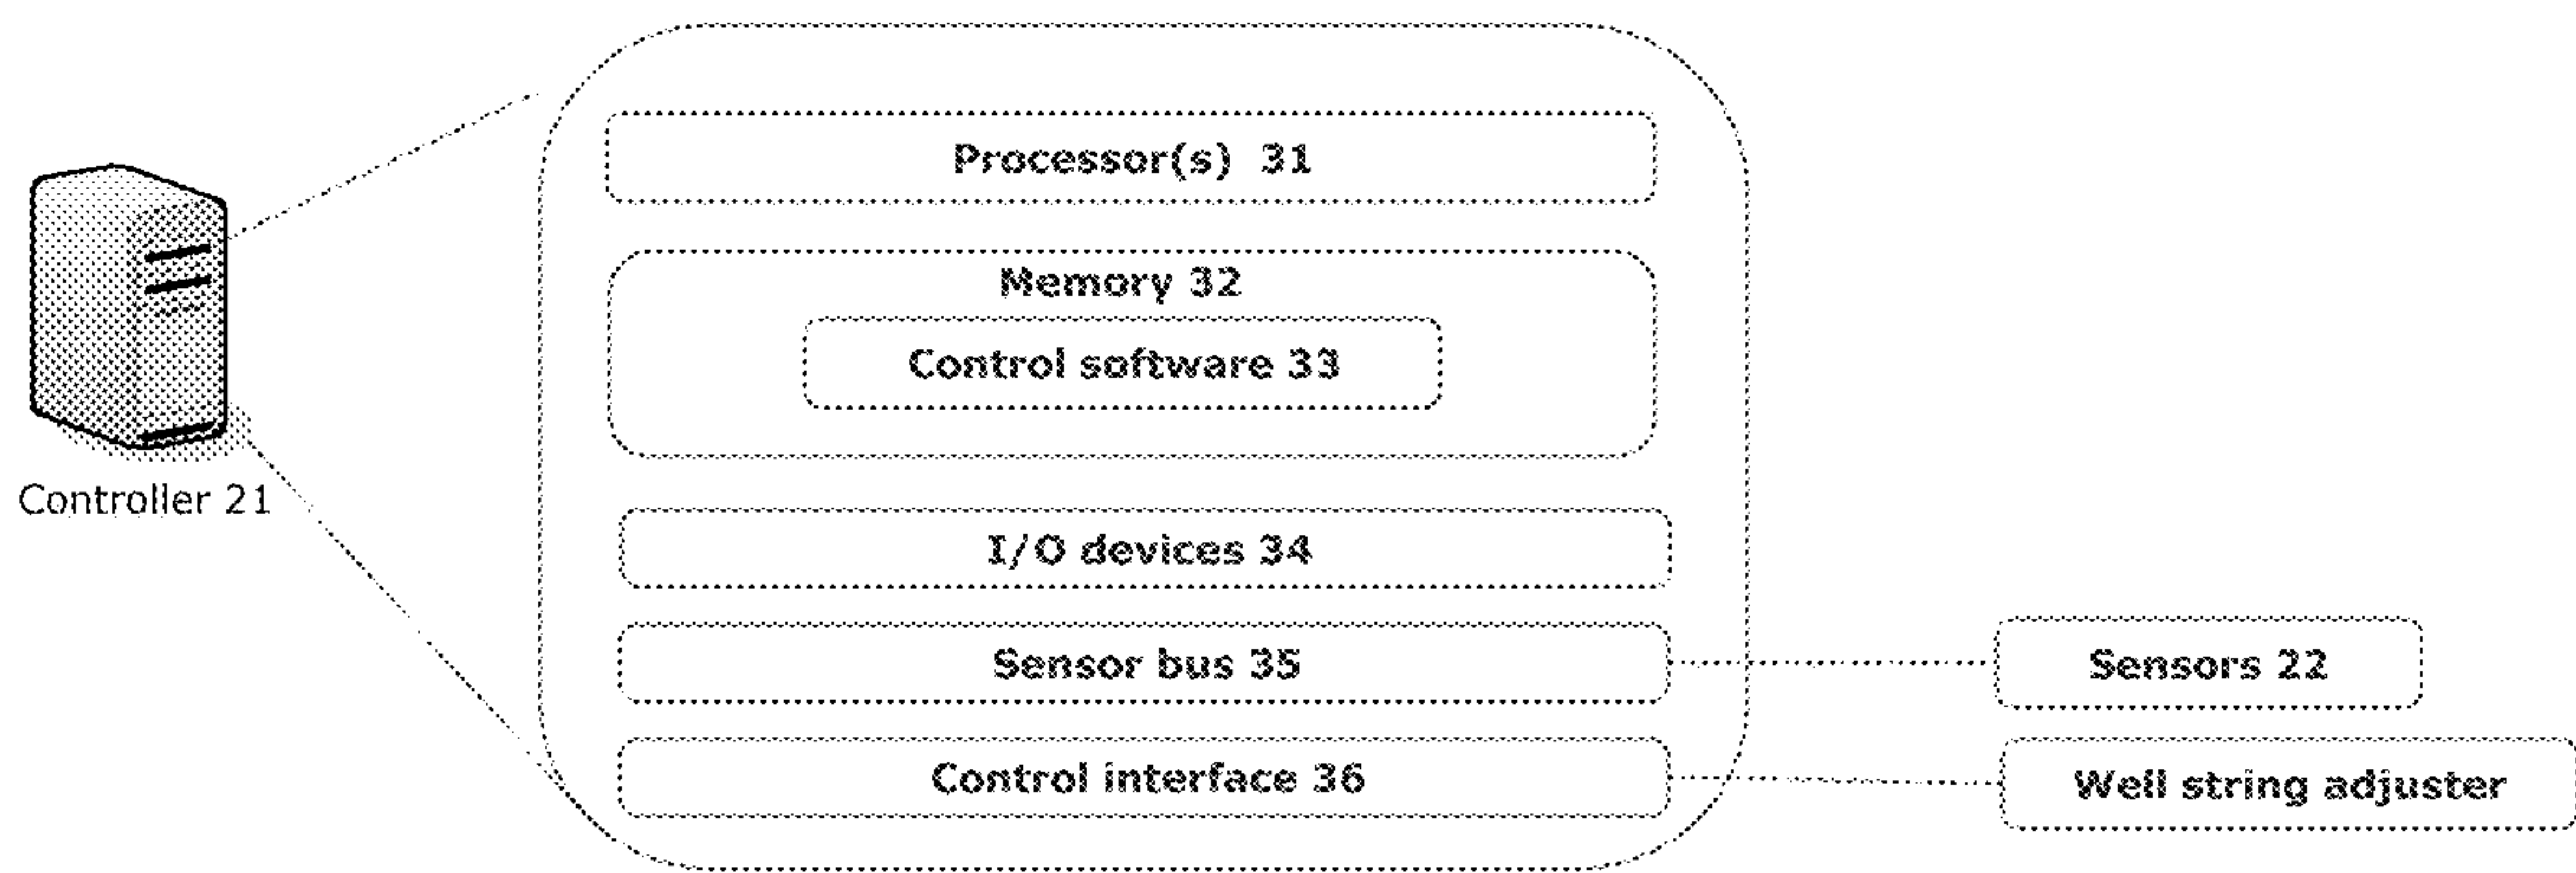 Processor(s) 31
Memory 32
Control software 33
Controller 21
I/O devices 34
Sensor bus 35
Sensors 22
Control interface 36
Well string adjuster